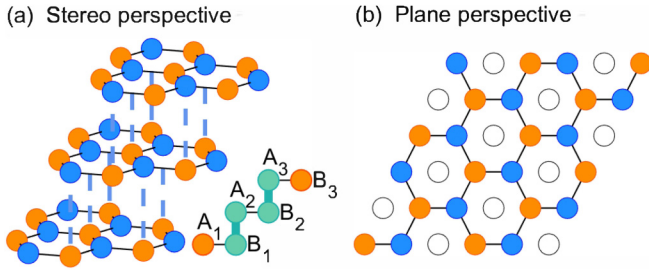 (a) Stereo perspective
(b) Plane perspective
A3
B3
A2
B2
A1
B1